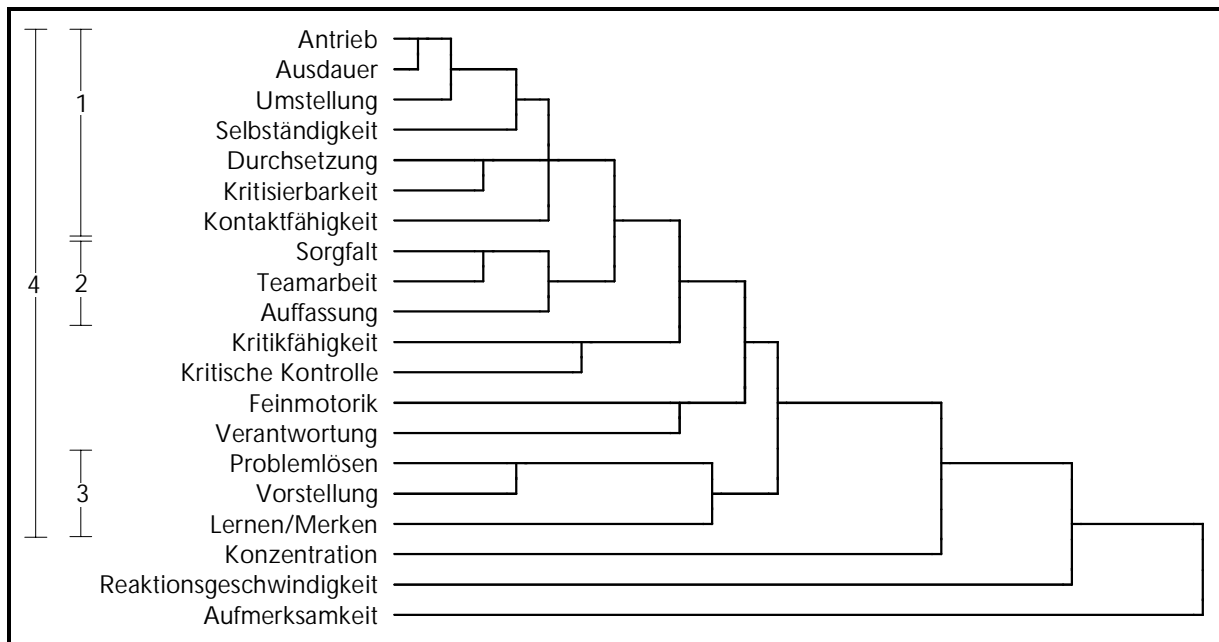 Antrieb
Ausdauer
1 Umstellung
Selbständigkeit
Durchsetzung
Kritisierbarkeit
Kontaktfähigkeit
Sorgfalt
4 2 Teamarbeit
Auffassung
Kritikfähigkeit
Kritische Kontrolle
Feinmotorik
Verantwortung
Problemlösen
3 Vorstellung
Lernen/Merken
Konzentration
Reaktionsgeschwindigkeit
Aufmerksamkeit